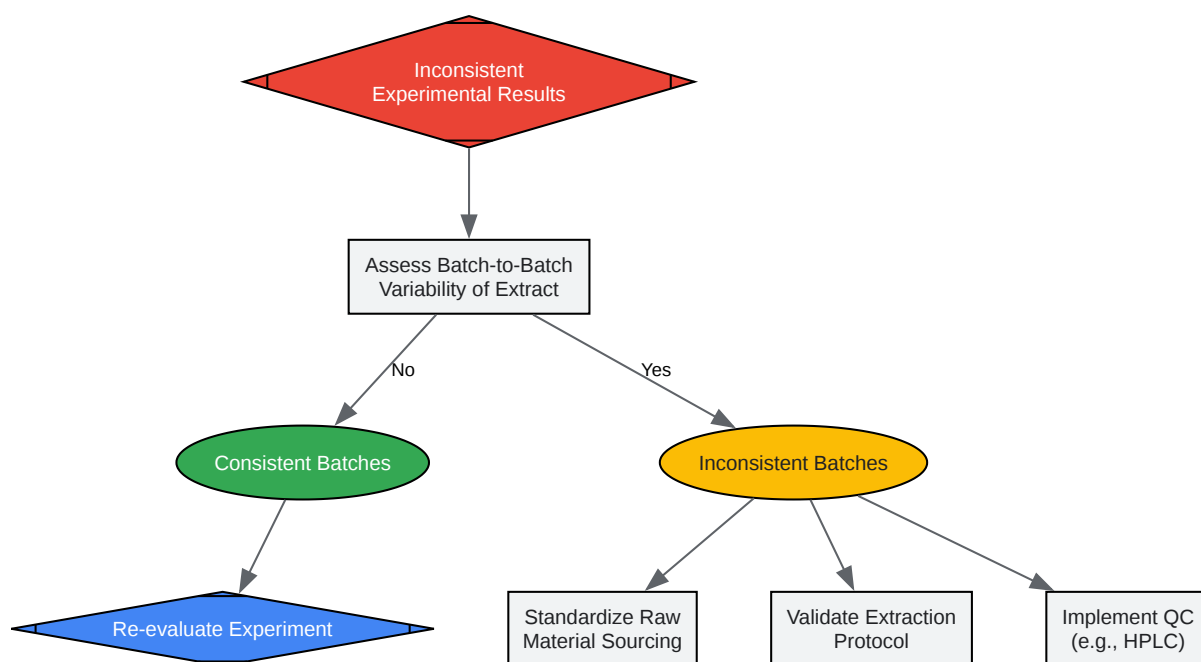 Inconsistent
Experimental Results
Assess Batch-to-Batch
Variability of Extract
No
Yes
Consistent Batches
Inconsistent Batches
Re-evaluate Experiment
Standardize Raw
Material Sourcing
Validate Extraction
Protocol
Implement QC
(e.g., HPLC)